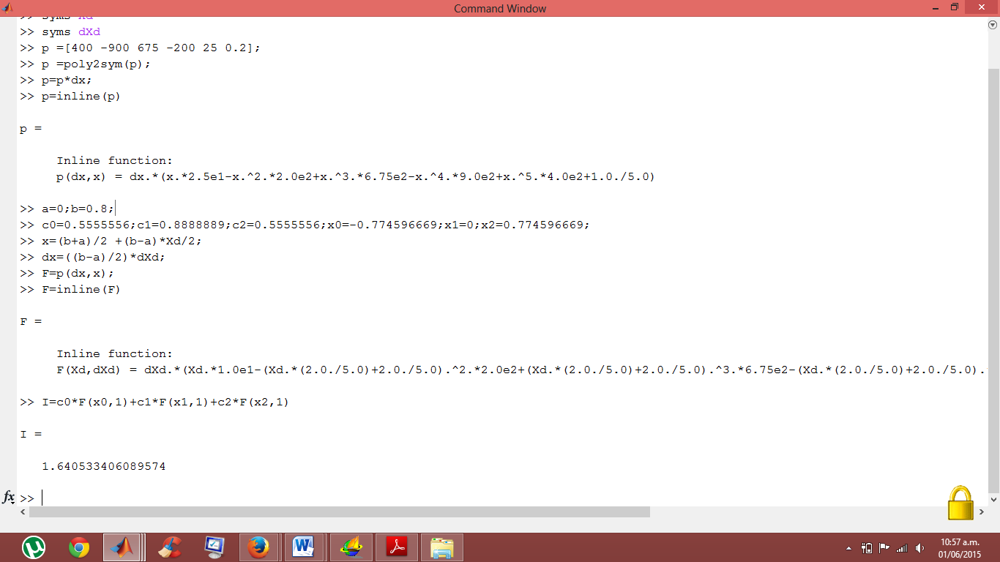 Command Window
>> syms Xd
>> syms dXd
>> p =[400 -900 675 -200 25 0.2];
>> p =poly2sym(p);
>> p=p*dx;
>> p=inline(p)
p =
Inline function:
p(dx,x) = dx.*(x.*2.5e1-x.^2.*2.0e2+x.^3.*6.75e2-x.^4.*9.0e2+x.^5.*4.0e2+1.0./5.0)
>> a=0;b=0.8;
>> c0=0.5555556;c1=0.8888889;c2=0.5555556;x0=-0.774596669;x1=0;x2=0.774596669;
>> x=(b+a)/2 +(b-a)*Xd/2;
>> dx=((b-a)/2)*dXd;
>> F=p(dx,x);
>> F=inline(F)
F =
Inline function:
F(Xd,dXd) = dXd.*(Xd.*1.0e1-(Xd.*(2.0./5.0)+2.0./5.0).^2.*2.0e2+(Xd.*(2.0./5.0)+2.0./5.0).^3.*6.75e2-(Xd.*(2.0./5.0)+2.0./5.0).
>> I=c0*F(x0,1)+c1*F(x1,1)+c2*F(x2,1)
I =
1.640533406089574
fx >>
10:57 a.m.
01/06/2015